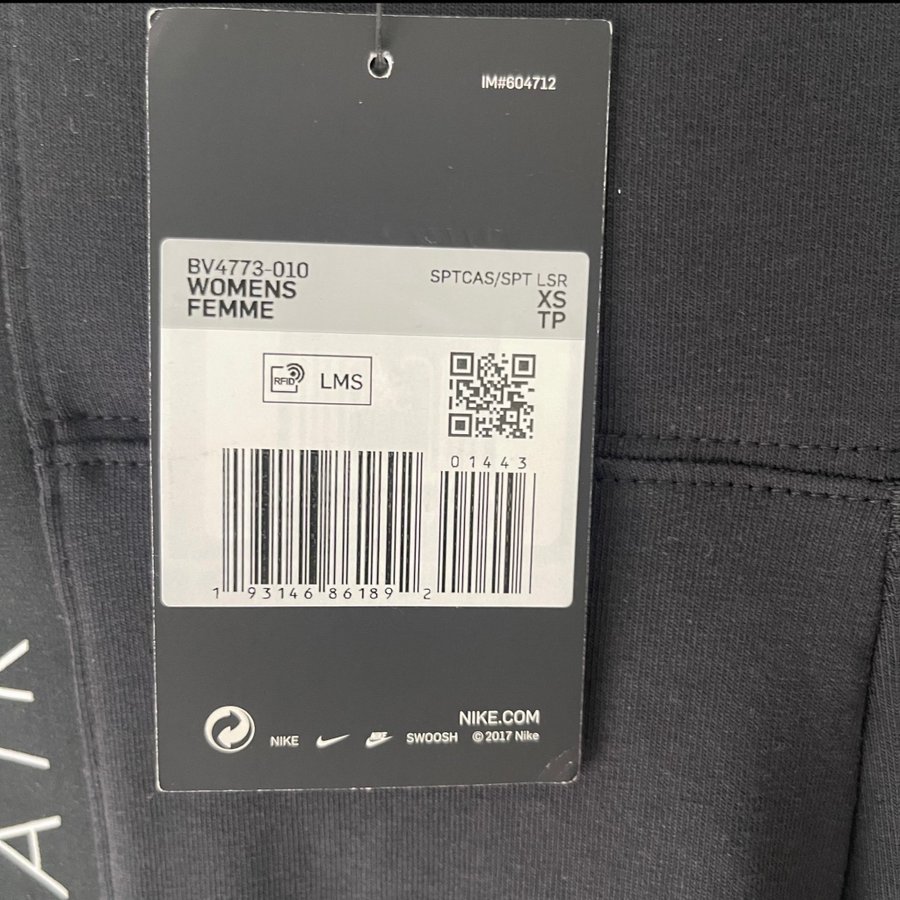 IM#604712
BV4773-010
WOMENS
FEMME
SPTCAS/SPT LSR
XS
TP
RFID LMS
01443
1 93146 86189 2
NIKE.COM
NIKE SWOOSH © 2017 Nike
AIR